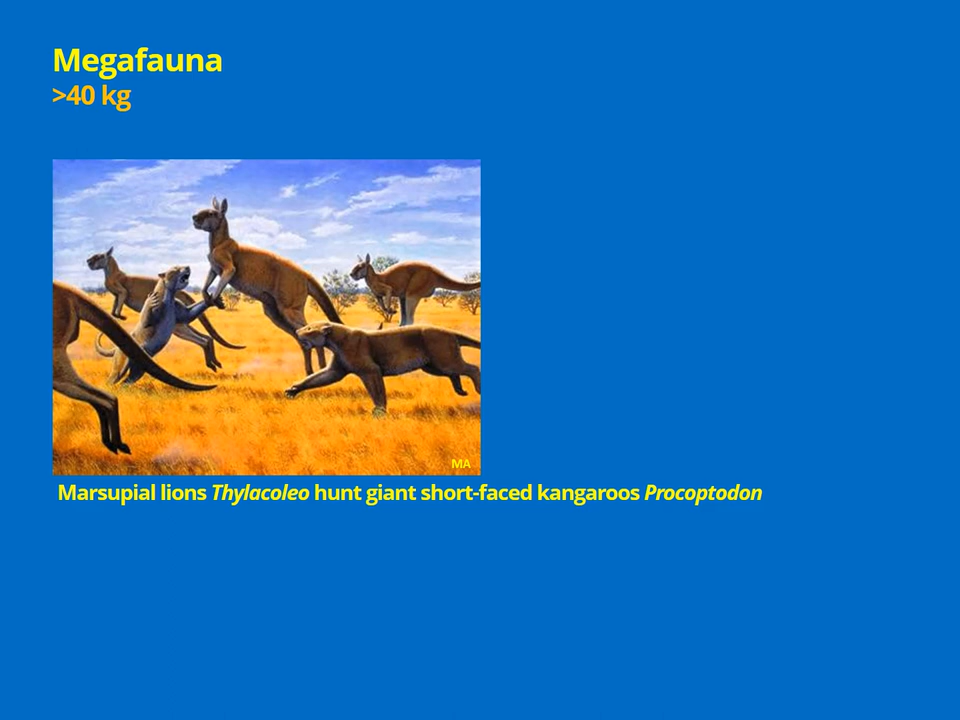 Megafauna
>40 kg
MA
Marsupial lions Thylacoleo hunt giant short-faced kangaroos Procoptodon